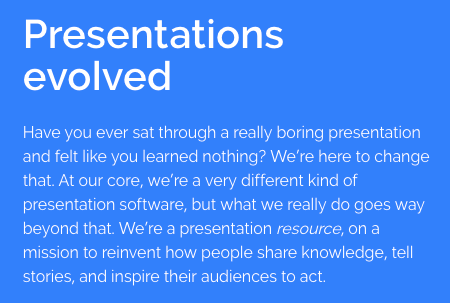 Presentations
evolved
Have you ever sat through a really boring presentation
and felt like you learned nothing? We're here to change
that. At our core, we're a very different kind of
presentation software, but what we really do goes way
beyond that. We're a presentation resource, on a
mission to reinvent how people share knowledge, tell
stories, and inspire their audiences to act.